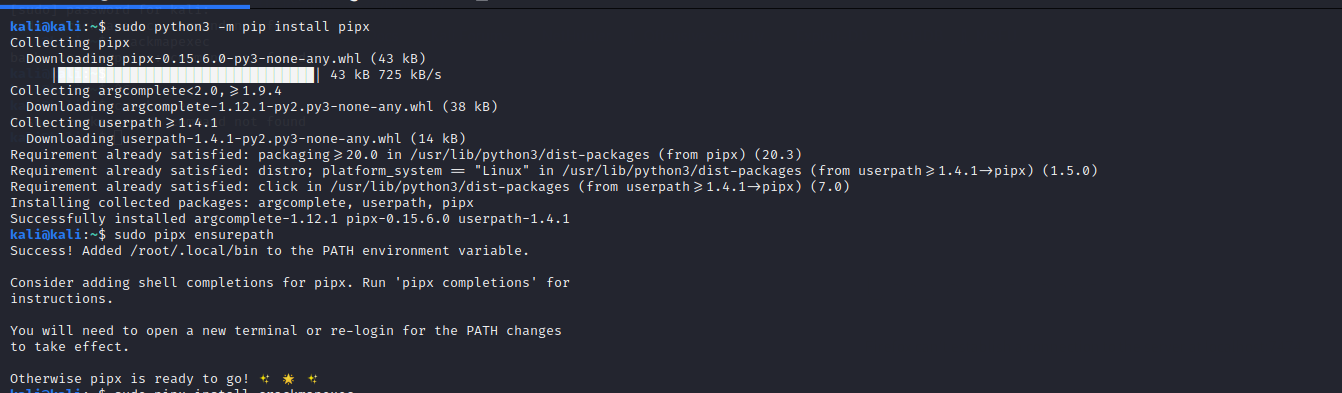 kali@kali:~$ sudo python3 -m pip install pipx
Collecting pipx
  Downloading pipx-0.15.6.0-py3-none-any.whl (43 kB)
     |████████████████████████████████| 43 kB 725 kB/s
Collecting argcomplete<2.0,≥1.9.4
  Downloading argcomplete-1.12.1-py2.py3-none-any.whl (38 kB)
Collecting userpath≥1.4.1
  Downloading userpath-1.4.1-py2.py3-none-any.whl (14 kB)
Requirement already satisfied: packaging≥20.0 in /usr/lib/python3/dist-packages (from pipx) (20.3)
Requirement already satisfied: distro; platform_system == "Linux" in /usr/lib/python3/dist-packages (from userpath≥1.4.1→pipx) (1.5.0)
Requirement already satisfied: click in /usr/lib/python3/dist-packages (from userpath≥1.4.1→pipx) (7.0)
Installing collected packages: argcomplete, userpath, pipx
Successfully installed argcomplete-1.12.1 pipx-0.15.6.0 userpath-1.4.1
kali@kali:~$ sudo pipx ensurepath
Success! Added /root/.local/bin to the PATH environment variable.
Consider adding shell completions for pipx. Run 'pipx completions' for
instructions.
You will need to open a new terminal or re-login for the PATH changes
to take effect.
Otherwise pipx is ready to go! ✨ 🌟 ✨
kali@kali:~$ sudo pipx install crackmapexec